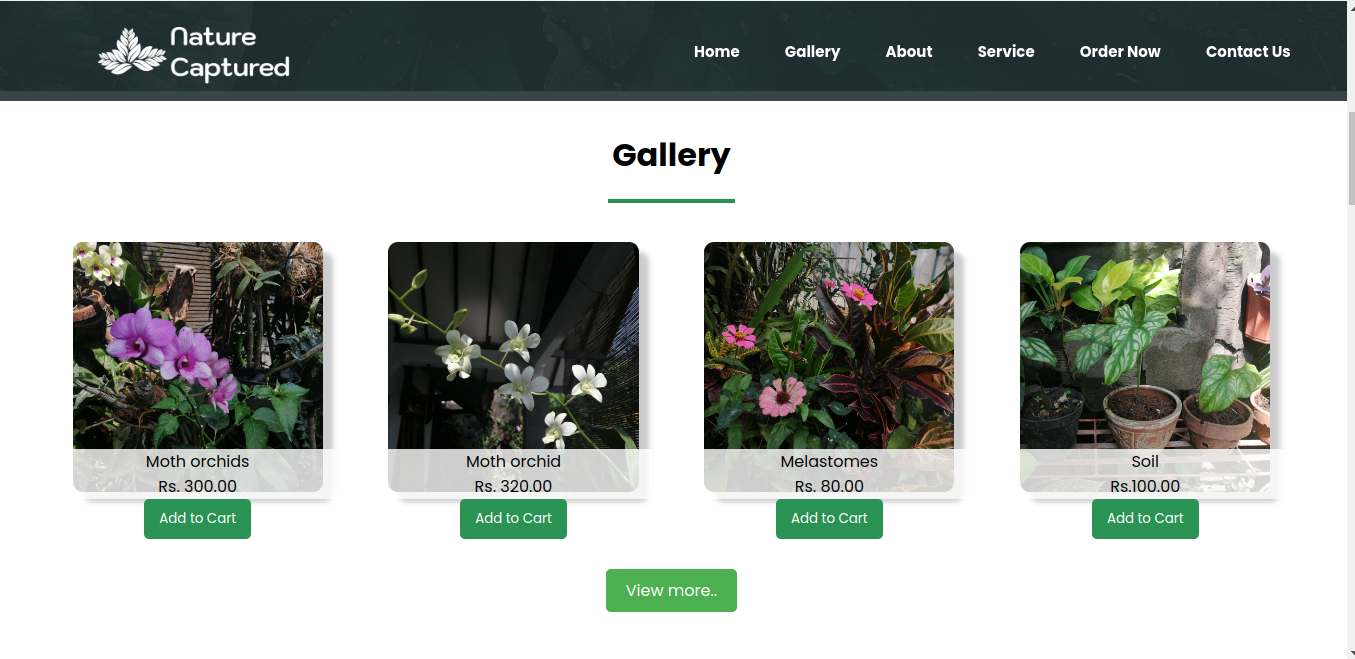 Nature
Captured
Home Gallery About Service Order Now Contact Us
Gallery
Moth orchids
Rs. 300.00
Add to Cart
Moth orchid
Rs. 320.00
Add to Cart
Melastomes
Rs. 80.00
Add to Cart
Soil
Rs.100.00
Add to Cart
View more..